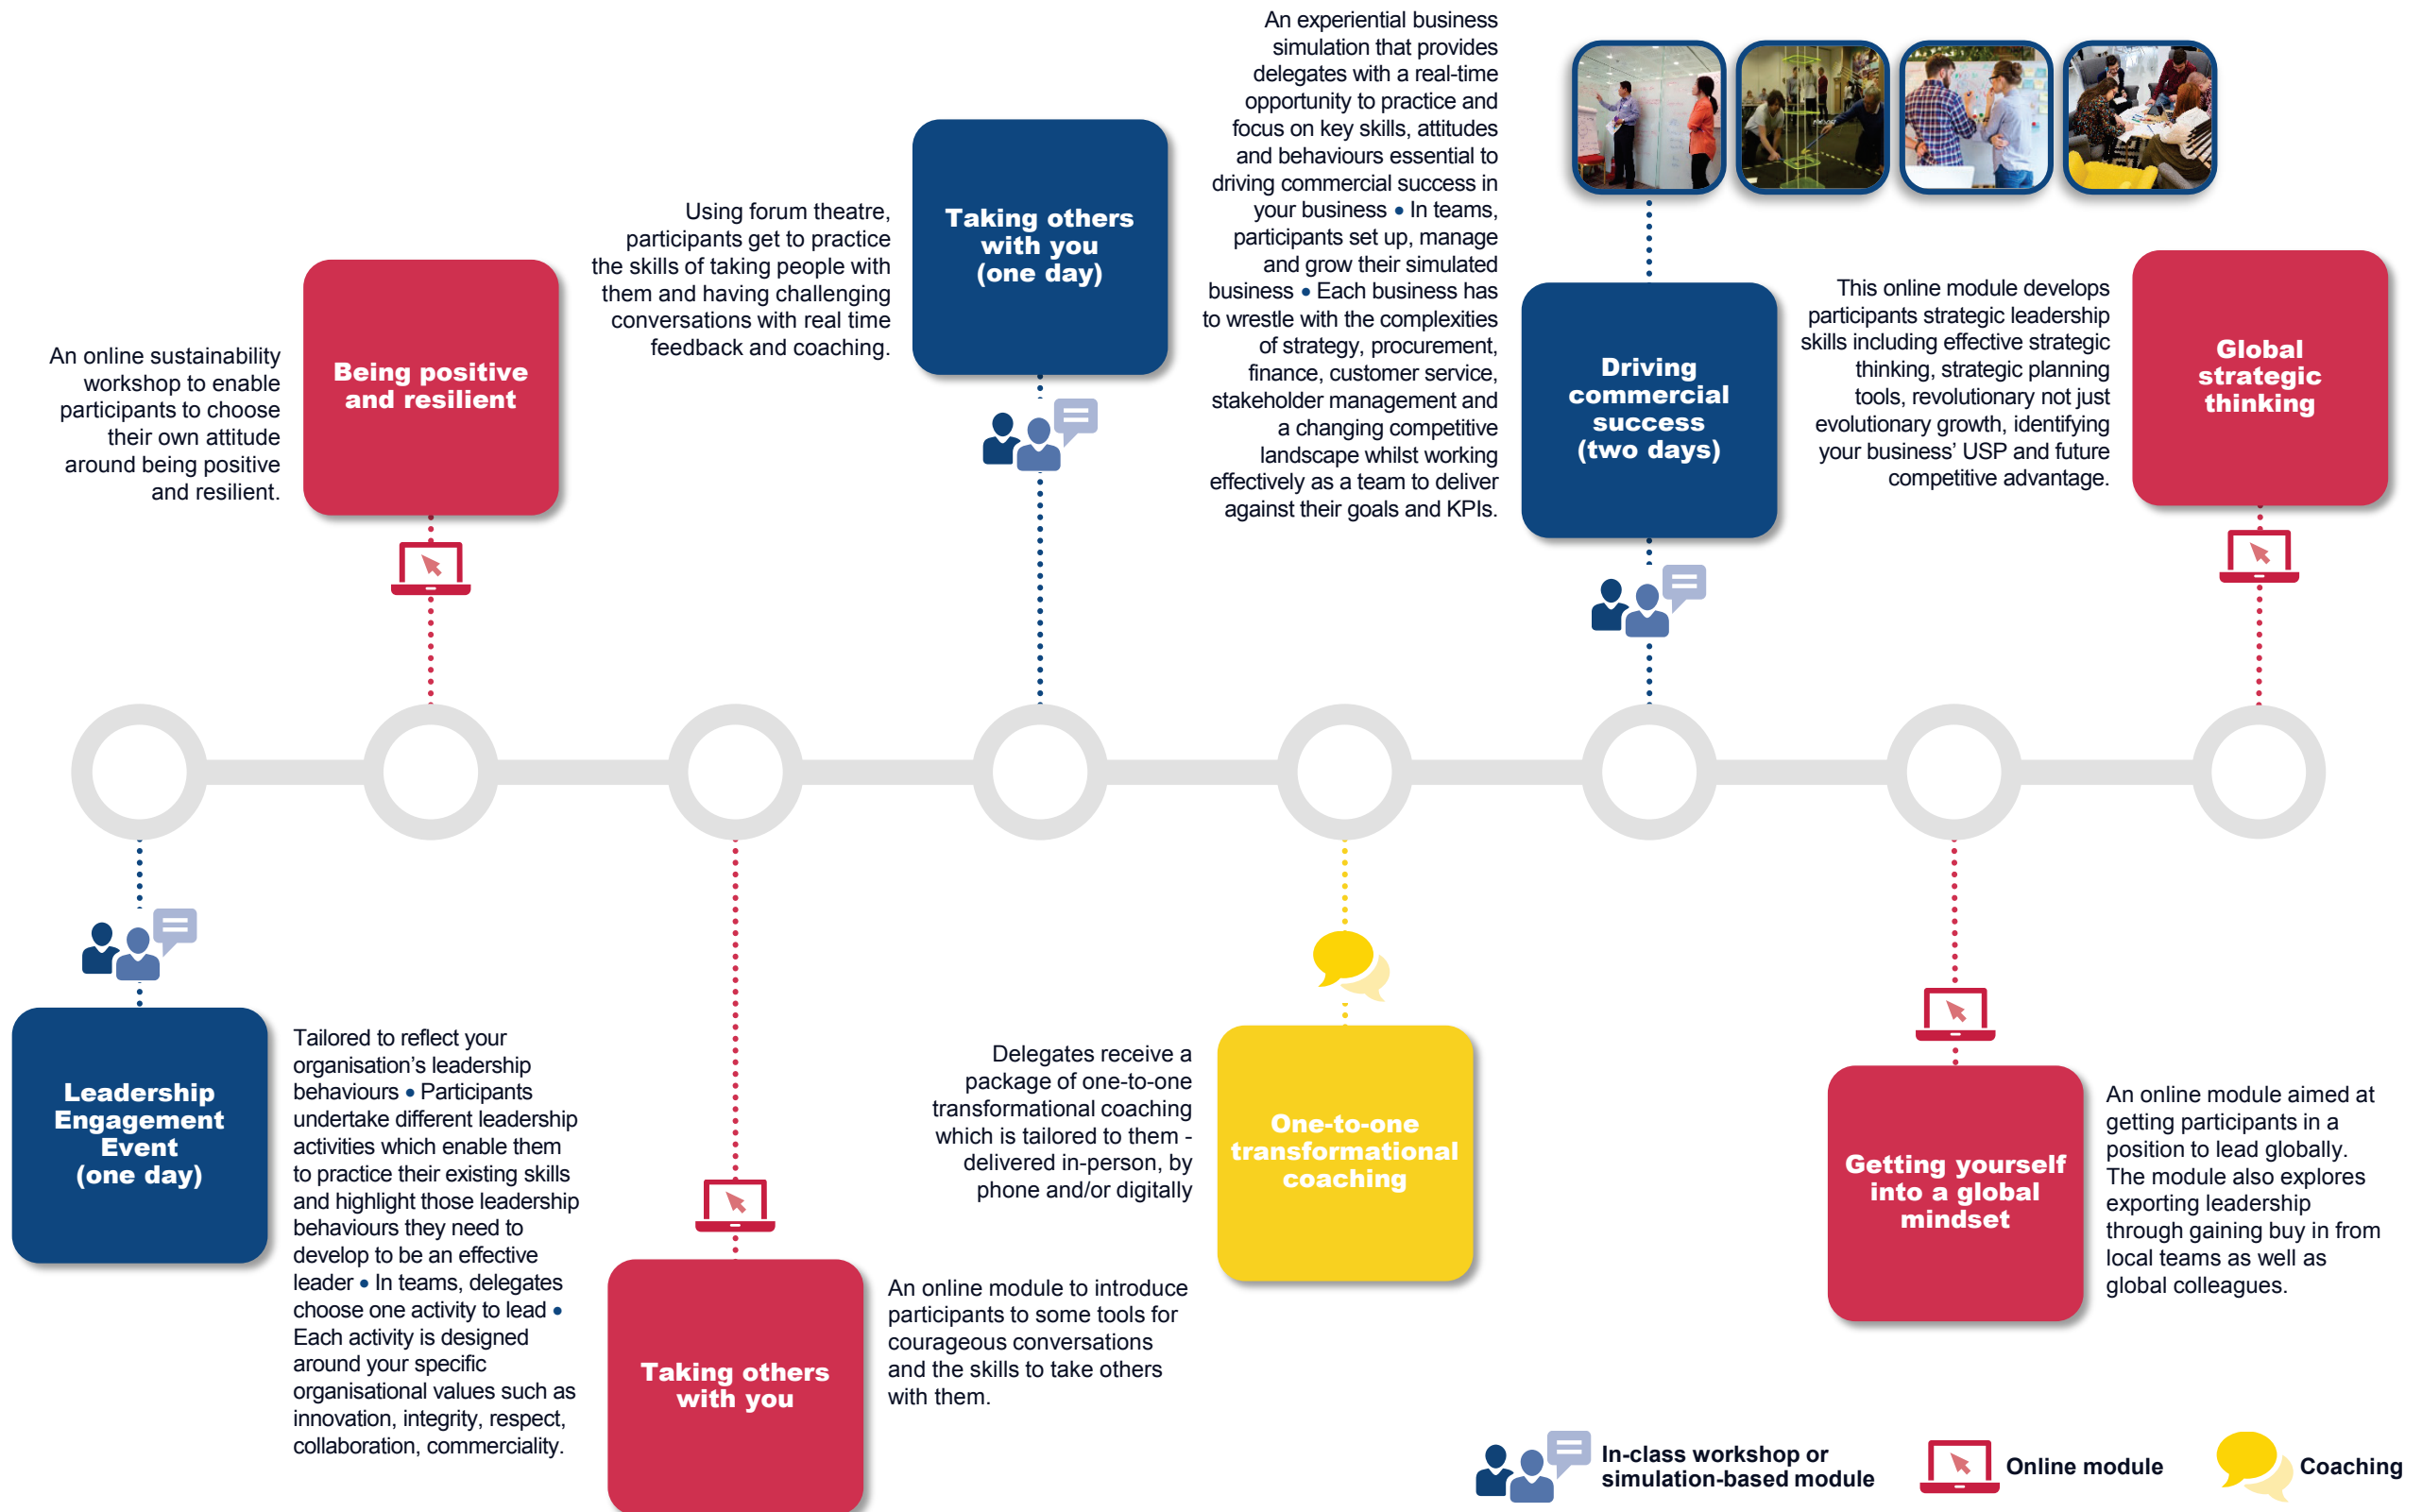 An online sustainability
workshop to enable
participants to choose
their own attitude
around being positive
and resilient.
Being positive
and resilient
Using forum theatre,
participants get to practice
the skills of taking people with
them and having challenging
conversations with real time
feedback and coaching.
Taking others
with you
(one day)
An experiential business
simulation that provides
delegates with a real-time
opportunity to practice and
focus on key skills, attitudes
and behaviours essential to
driving commercial success in
your business • In teams,
participants set up, manage
and grow their simulated
business • Each business has
to wrestle with the complexities
of strategy, procurement,
finance, customer service,
stakeholder management and
a changing competitive
landscape whilst working
effectively as a team to deliver
against their goals and KPIs.
Driving
commercial
success
(two days)
This online module develops
participants strategic leadership
skills including effective strategic
thinking, strategic planning
tools, revolutionary not just
evolutionary growth, identifying
your business’ USP and future
competitive advantage.
Global
strategic
thinking
Leadership
Engagement
Event
(one day)
Tailored to reflect your
organisation’s leadership
behaviours • Participants
undertake different leadership
activities which enable them
to practice their existing skills
and highlight those leadership
behaviours they need to
develop to be an effective
leader • In teams, delegates
choose one activity to lead •
Each activity is designed
around your specific
organisational values such as
innovation, integrity, respect,
collaboration, commerciality.
Taking others
with you
An online module to introduce
participants to some tools for
courageous conversations
and the skills to take others
with them.
Delegates receive a
package of one-to-one
transformational coaching
which is tailored to them -
delivered in-person, by
phone and/or digitally
One-to-one
transformational
coaching
Getting yourself
into a global
mindset
An online module aimed at
getting participants in a
position to lead globally.
The module also explores
exporting leadership
through gaining buy in from
local teams as well as
global colleagues.
In-class workshop or
simulation-based module
Online module
Coaching